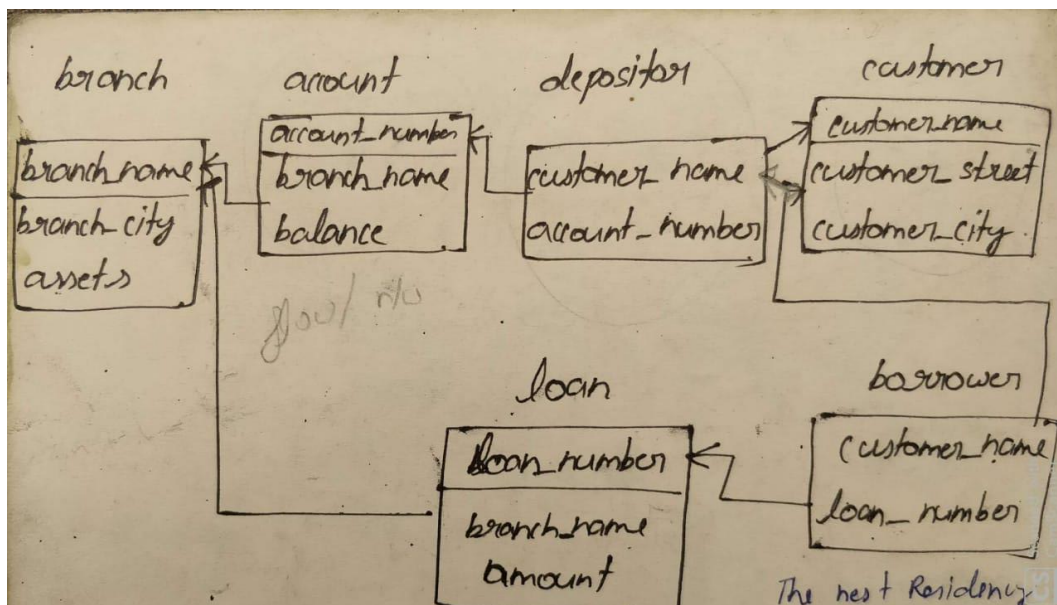 branch
account
depositor
customer
branch_name
branch_city
assets
account_number
branch_name
balance
customer_name
account_number
customer_name
customer_street
customer_city
loan
loan_number
branch_name
amount
borrower
customer_name
loan_number
The nest Residency
CS